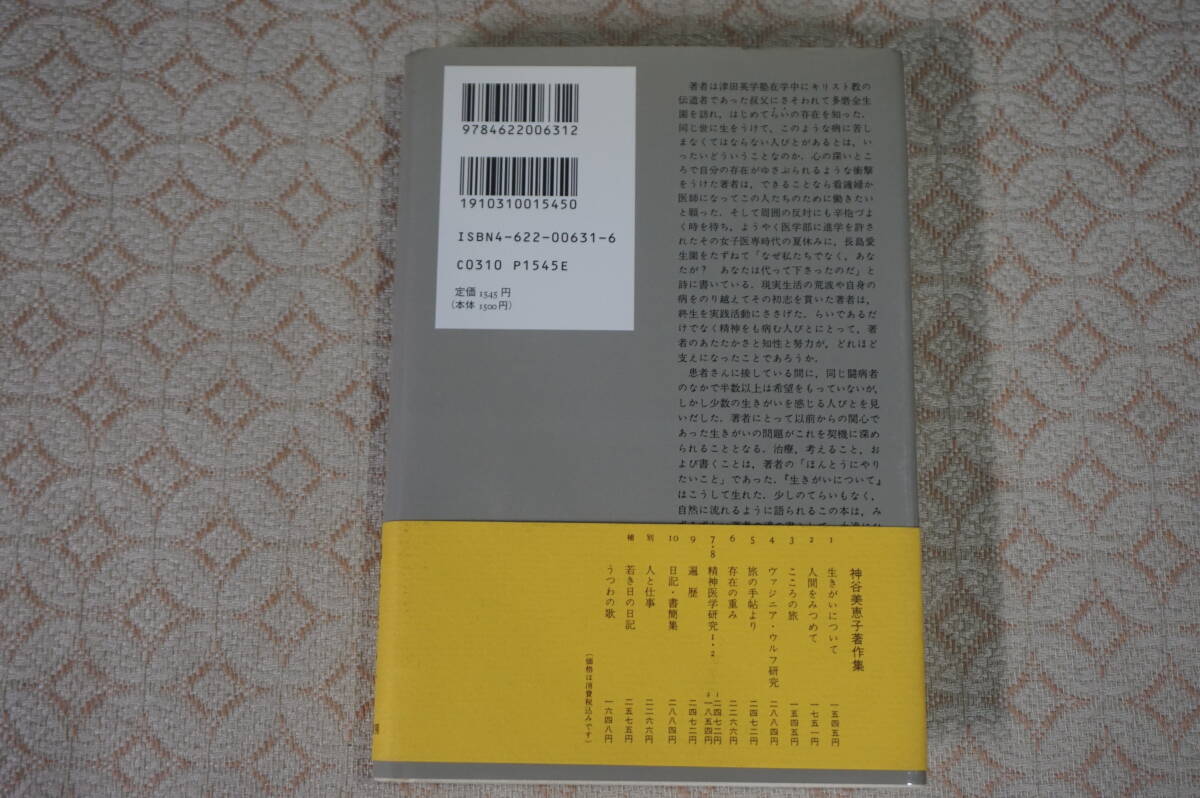 9784622006312
1910310015450
ISBN4-622-00631-6
C0310 P1545E
定価 1545 円
(本体 1500円)
著者は津田英学塾在学中にキリスト教の
伝道者であった叔父にさそわれて多磨全生
園を訪れ，はじめてらいの存在を知った．
同じ世に生をうけて，このような病に苦し
まなくてはならない人びとがあるとは，い
ったいどういうことなのか．心の深いとこ
ろで自分の存在がゆさぶられるような衝撃
をうけた著者は，できることなら看護婦か
医師になってこの人たちのために働きたい
と願った．そして周囲の反対にも辛抱づよ
く時を待ち，ようやく医学部に進学を許さ
れたその女子医専時代の夏休みに，長島愛
生園をたずねて「なぜ私たちでなく，あな
たが？　あなたは代って下さったのだ」と
詩に書いている．現実生活の荒波や自身の
病をのり越えてその初志を貫いた著者は，
終生を実践活動にささげた．らいであるだ
けでなく精神をも病む人びとにとって，著
者のあたたかさと知性と努力が，どれほど
支えになったことであろうか．
患者さんに接している間に，同じ闘病者
のなかで半数以上は希望をもっていないが，
しかし少数の生きがいを感じる人びとを見
いだした．著者にとって以前からの関心で
あった生きがいの問題がこれを契機に深め
られることとなる．治療，考えること，お
よび書くことは，著者の「ほんとうにやり
たいこと」であった．『生きがいについて』
はこうして生れた．少しのてらいもなく，
自然に流れるように語られるこの本は，み
神谷美恵子著作集
1 生きがいについて 一五四五円
2 人間をみつめて 一七五一円
3 こころの旅 一五四五円
4 ヴァジニア・ウルフ研究 二八八四円
5 旅の手帖より 二四七二円
6 存在の重み 二二六六円
7・8 精神医学研究1・2 1 二四七二円 2 一八五四円
9 遍歴 二四七二円
10 日記・書簡集 二八八四円
別 人と仕事 二二六六円
補 若き日の日記 二五七五円
うつわの歌 一六四八円
(価格は消費税込みです)